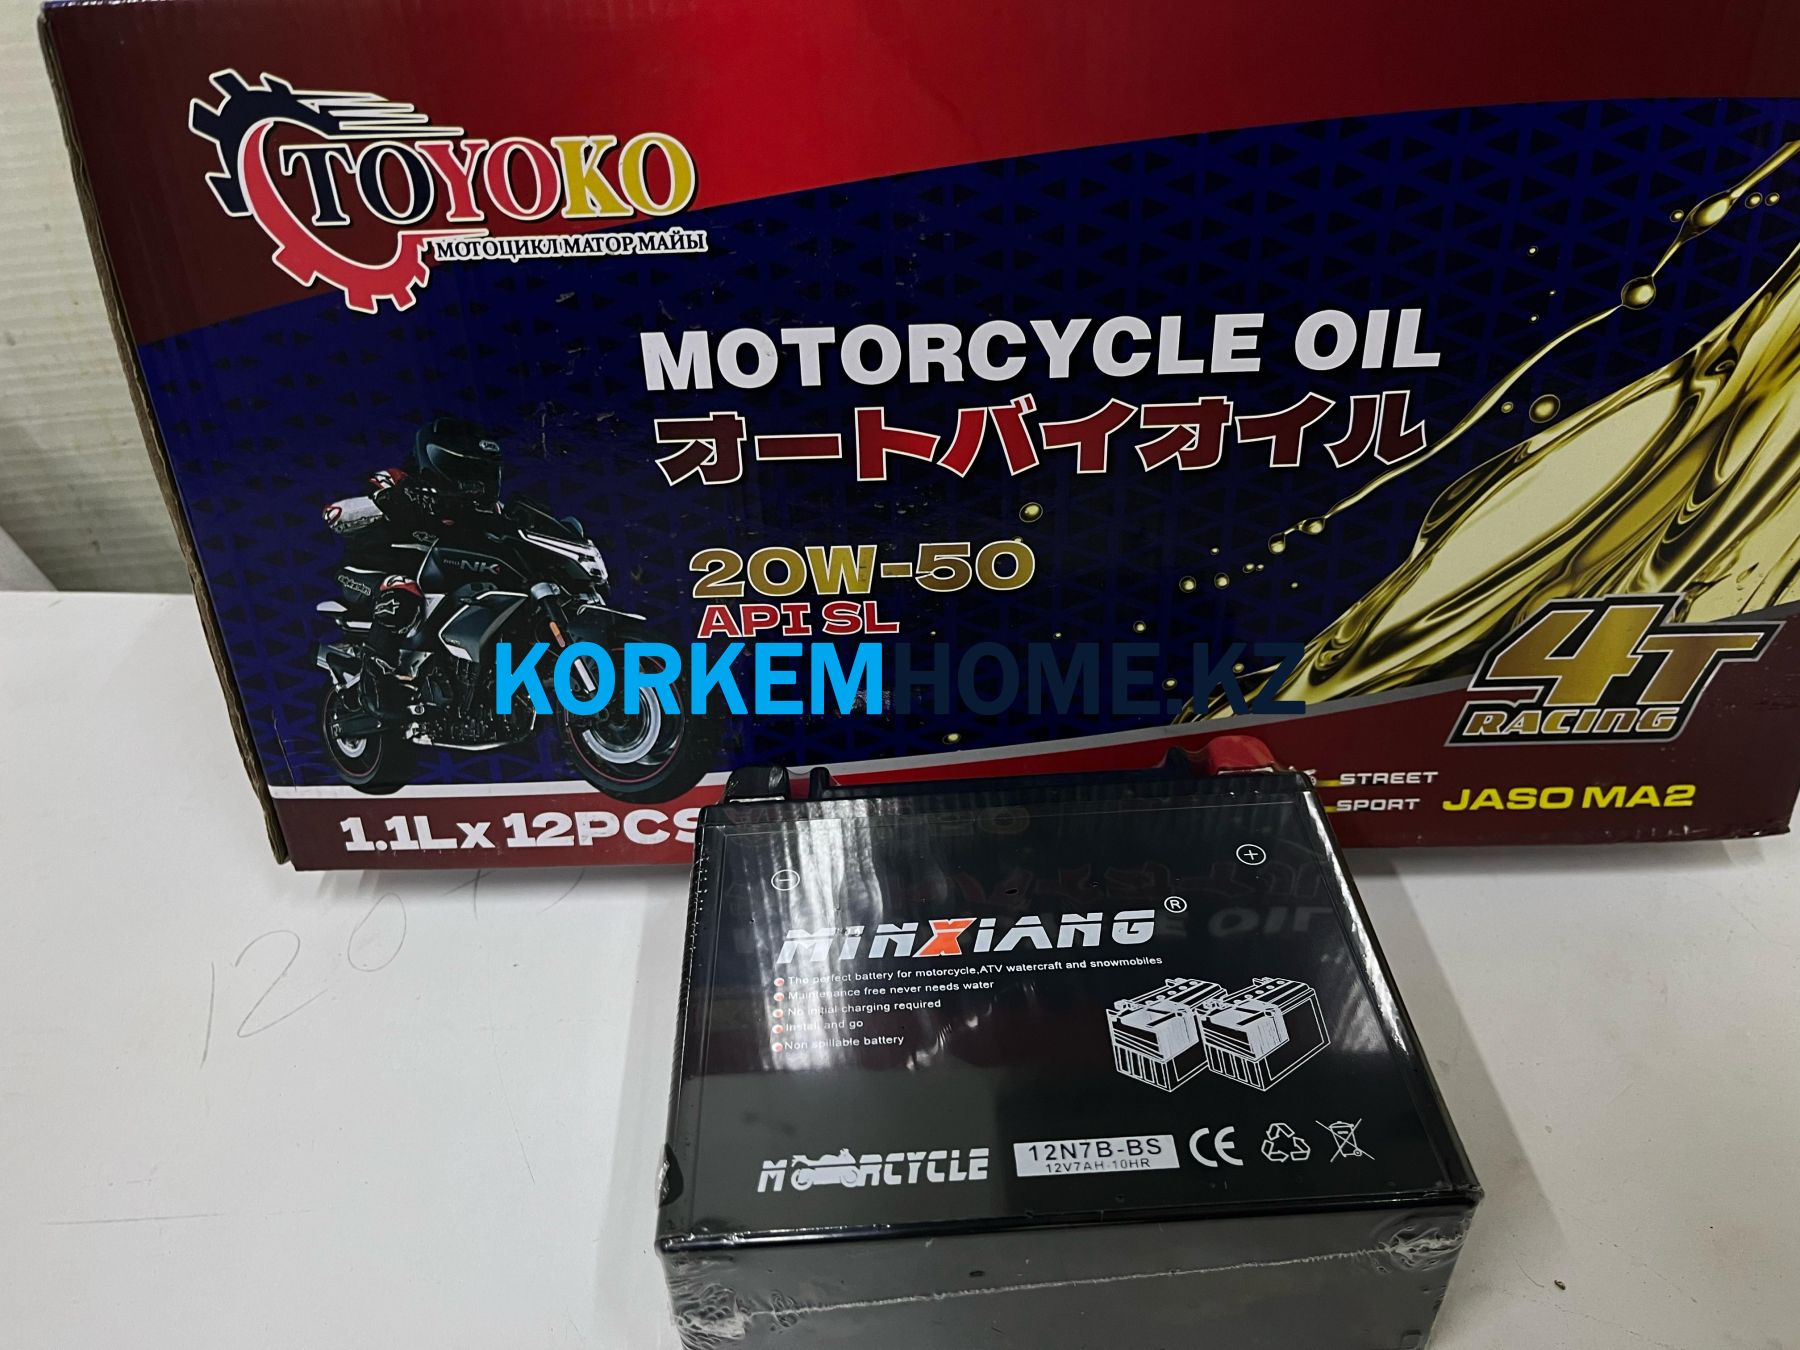 TOYOKO
МОТОЦИКЛ МАТОР МАЙЫ
MOTORCYCLE OIL
オートバイオイル
20W-50
API SL
KORKEMHOME.KZ
4T
RACING
STREET
SPORT JASO MA2
1.1L x 12PCS
NK
MINXIANG ®
The perfect battery for motorcycle,ATV watercraft and snowmobiles
Maintenance free never needs water
No initial charging required
Install and go
Non spillable battery
MOTORCYCLE 12N7B-BS CE
12V7AH-10HR